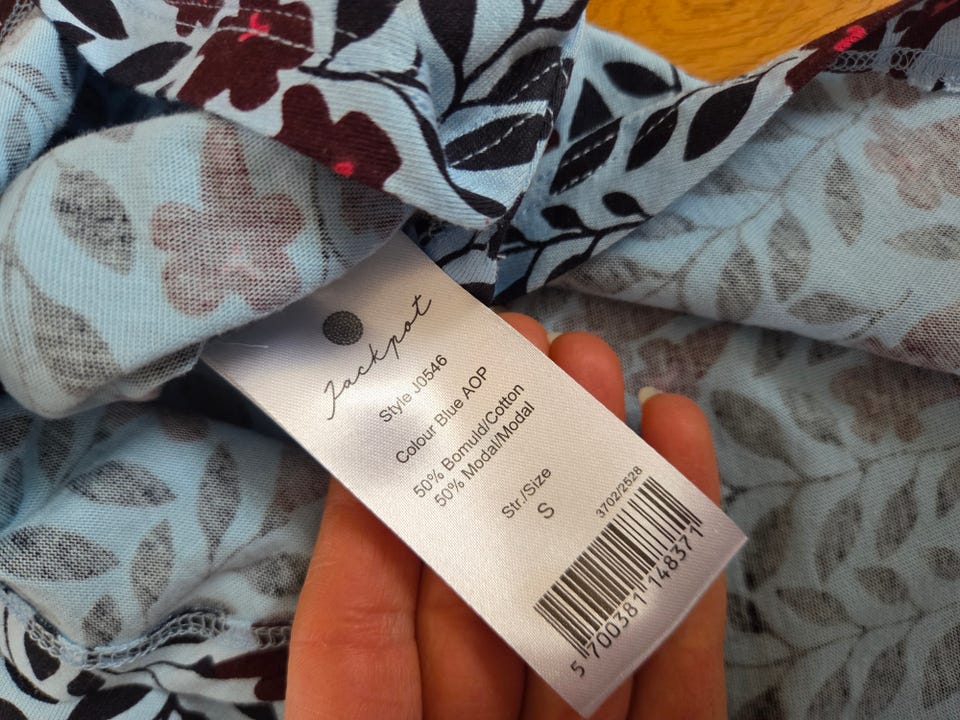 Jackpot
Style J0546
Colour Blue AOP
50% Bomuld/Cotton
50% Modal/Modal
Str./Size
S
3702/2528
5 700381 148371